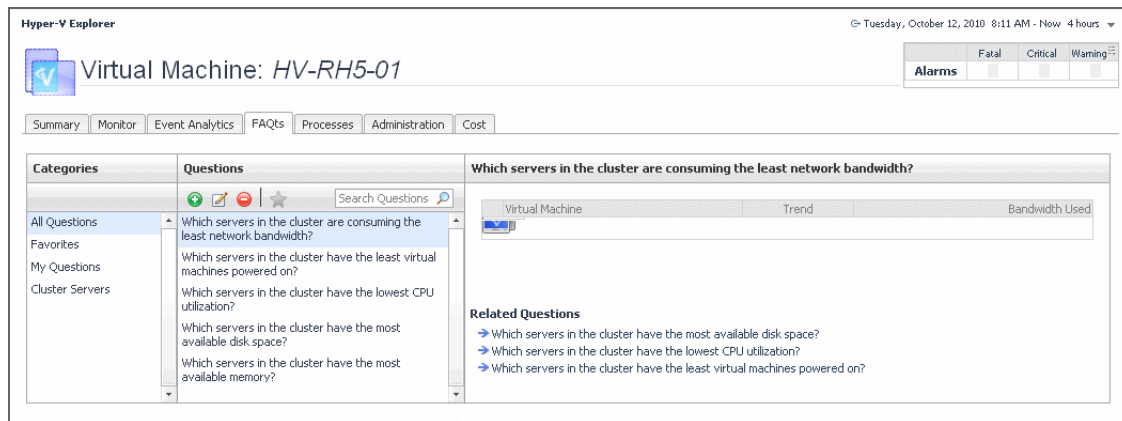 Hyper-V Explorer
Tuesday, October 12, 2010 8:11 AM - Now 4 hours
Virtual Machine: HV-RH5-01
Fatal Critical Warning
Alarms
Summary Monitor Event Analytics FAQts Processes Administration Cost
Categories
All Questions
Favorites
My Questions
Cluster Servers
Questions
Search Questions
Which servers in the cluster are consuming the
least network bandwidth?
Which servers in the cluster have the least virtual
machines powered on?
Which servers in the cluster have the lowest CPU
utilization?
Which servers in the cluster have the most
available disk space?
Which servers in the cluster have the most
available memory?
Which servers in the cluster are consuming the least network bandwidth?
Virtual Machine Trend Bandwidth Used
Related Questions
Which servers in the cluster have the most available disk space?
Which servers in the cluster have the lowest CPU utilization?
Which servers in the cluster have the least virtual machines powered on?